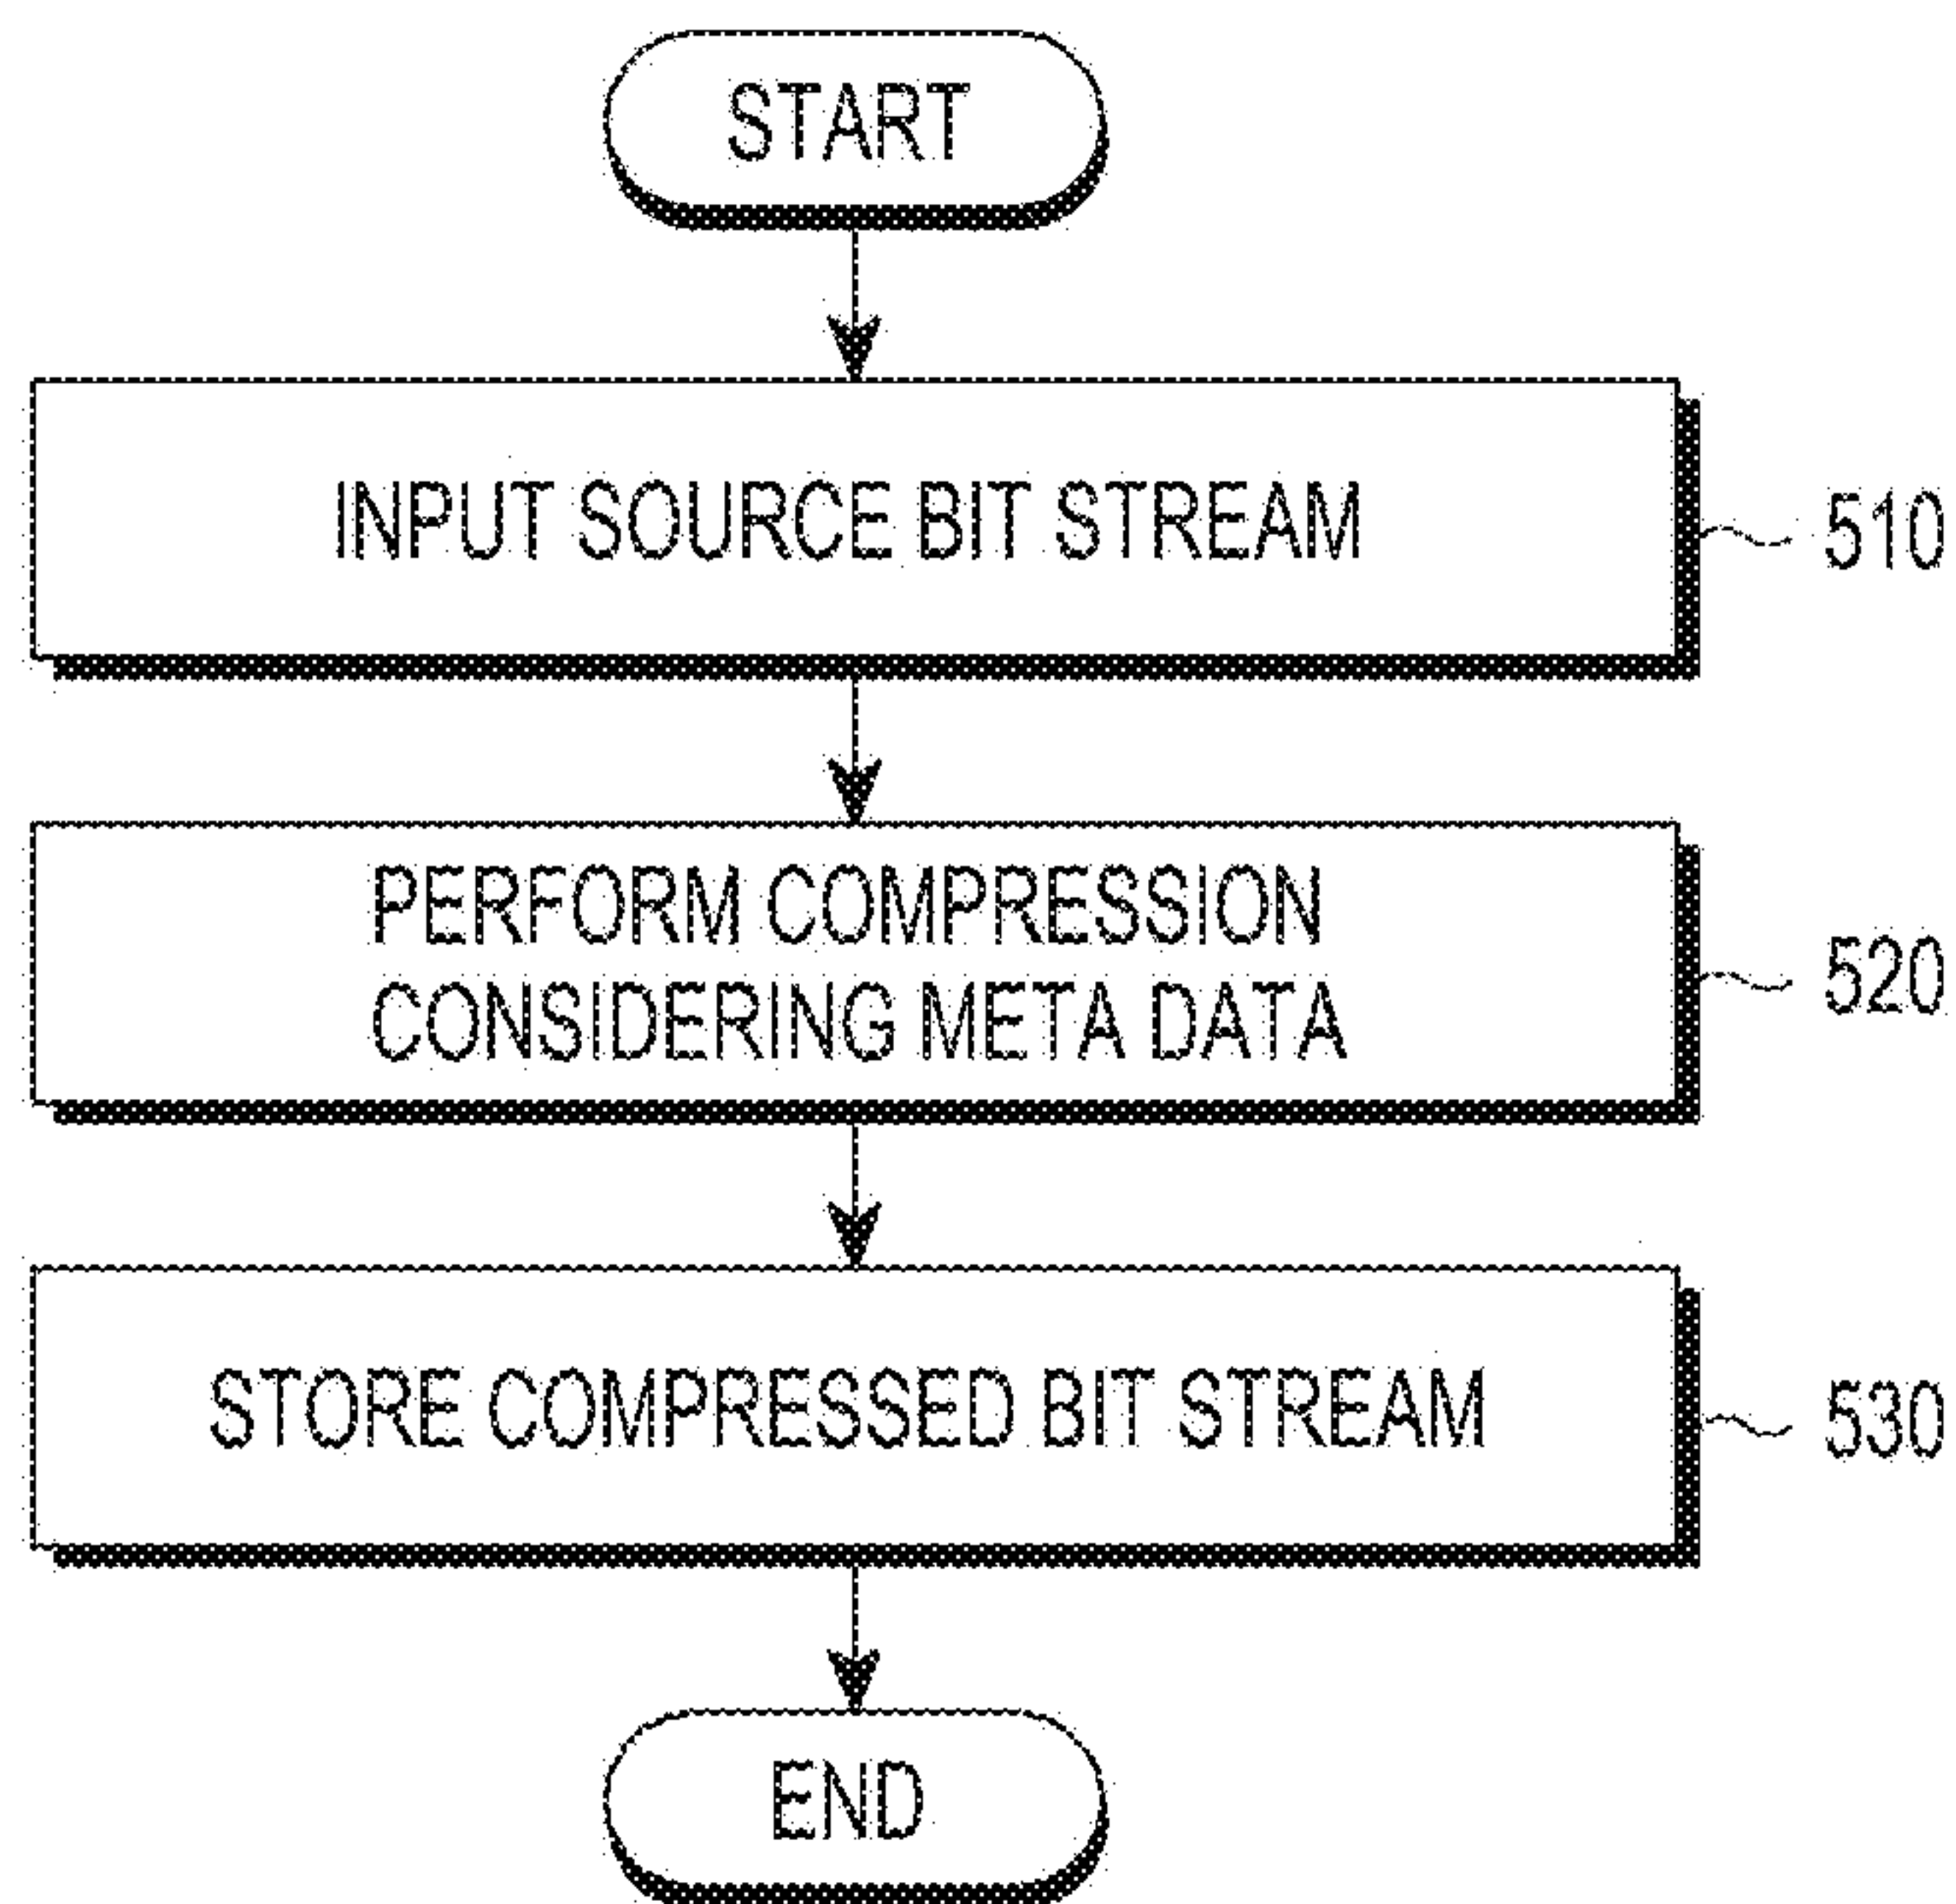 START
INPUT SOURCE BIT STREAM
510
PERFORM COMPRESSION
CONSIDERING META DATA
520
STORE COMPRESSED BIT STREAM
530
END